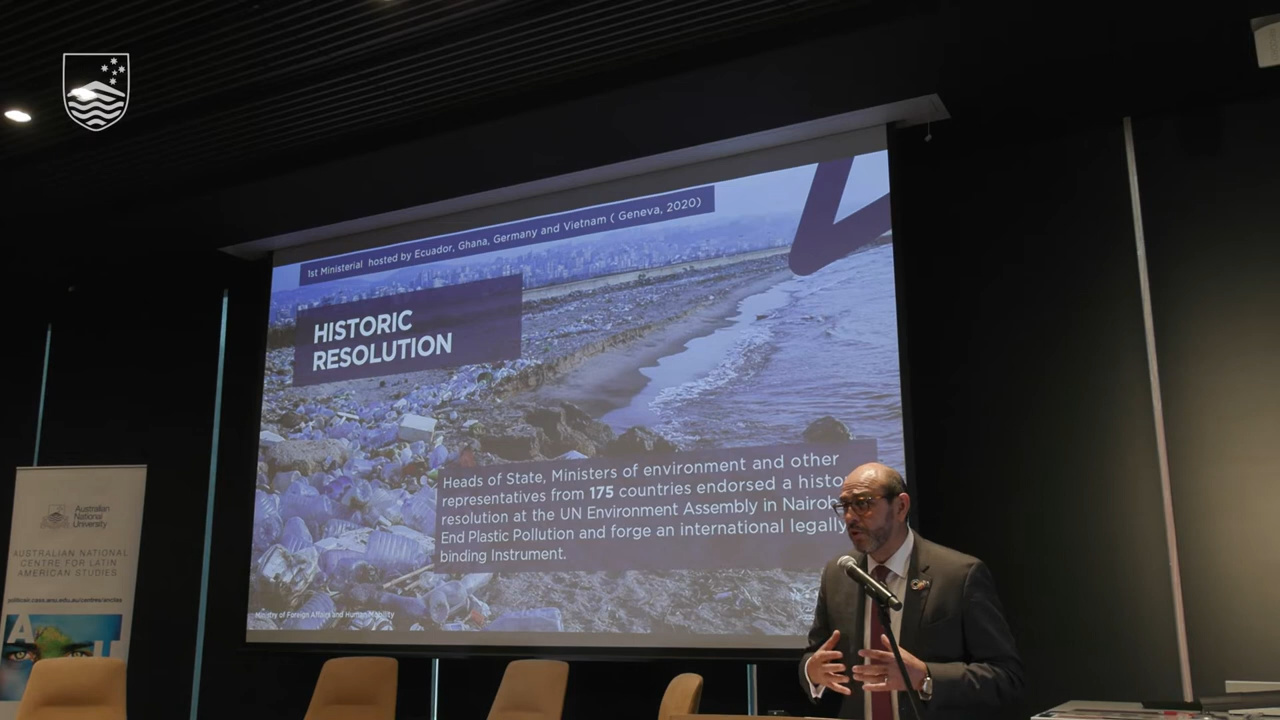 1st Ministerial hosted by Ecuador, Ghana, Germany and Vietnam ( Geneva, 2020)
HISTORIC
RESOLUTION
Heads of State, Ministers of environment and other
representatives from 175 countries endorsed a histo
resolution at the UN Environment Assembly in Nairob
End Plastic Pollution and forge an international legally
binding Instrument.
Ministry of Foreign Affairs and Human Mobility
Australian
National
University
AUSTRALIAN NATIONAL
CENTRE FOR LATIN
AMERICAN STUDIES